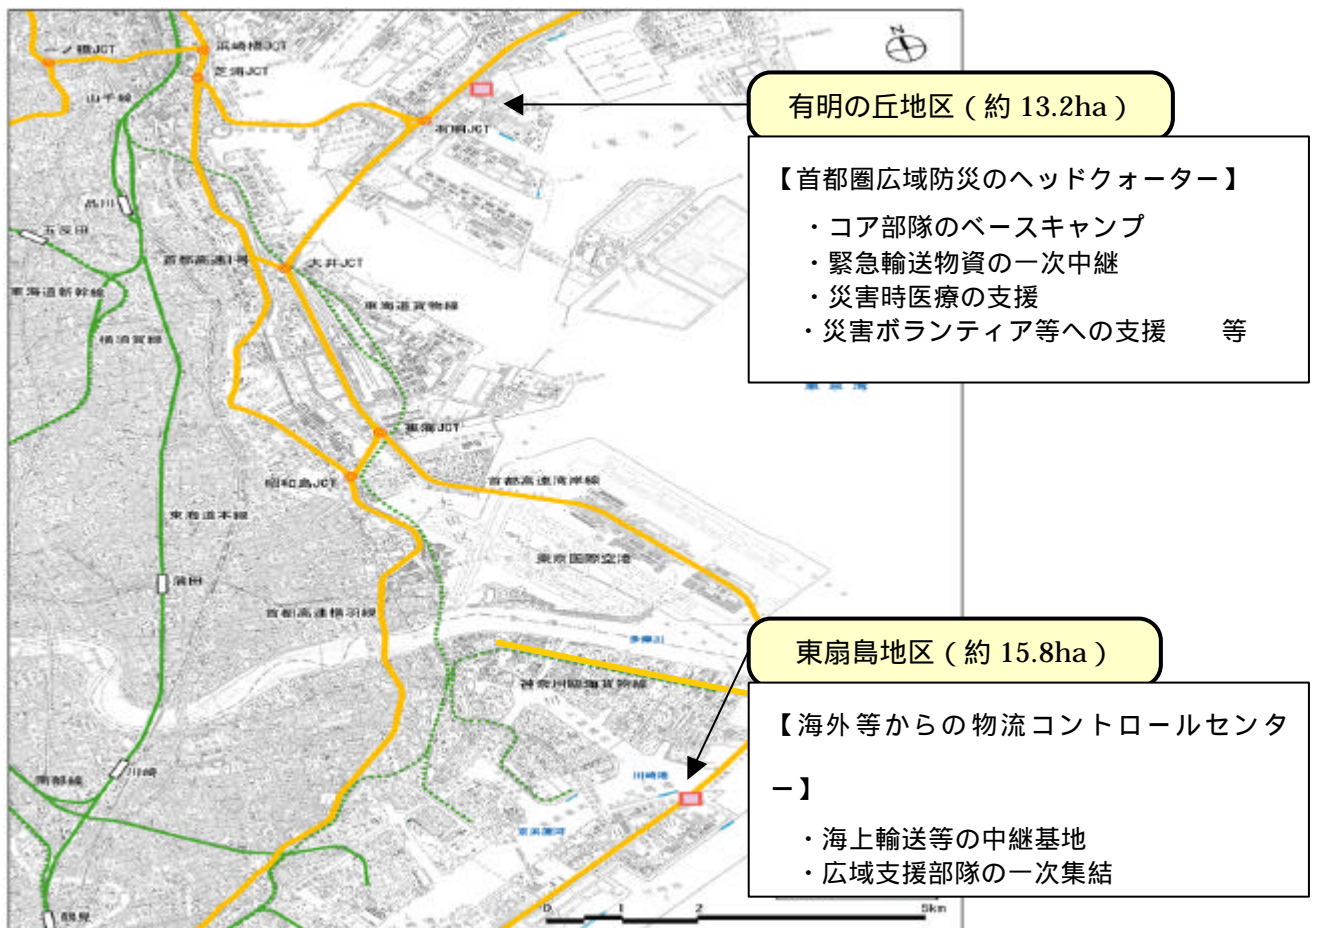 N
一ノ橋JCT
浜崎橋JCT
芝浦JCT
山手線
有明JCT
品川
五反田
首都高速1号
大井JCT
東海道新幹線
東海道貨物線
横須賀線
東海JCT
昭和島JCT
首都高速湾岸線
東海道本線
東京国際空港
蒲田
首都高速横羽線
多摩川
神奈川臨海貨物線
川崎港
南部線
川崎
京浜運河
鶴見
0
1
2
5km
東京湾
有明の丘地区(約 13.2ha)
【首都圏広域防災のヘッドクォーター】
・コア部隊のベースキャンプ
・緊急輸送物資の一次中継
・災害時医療の支援
・災害ボランティア等への支援　　等
東扇島地区(約 15.8ha)
【海外等からの物流コントロールセンタ
ー】
・海上輸送等の中継基地
・広域支援部隊の一次集結